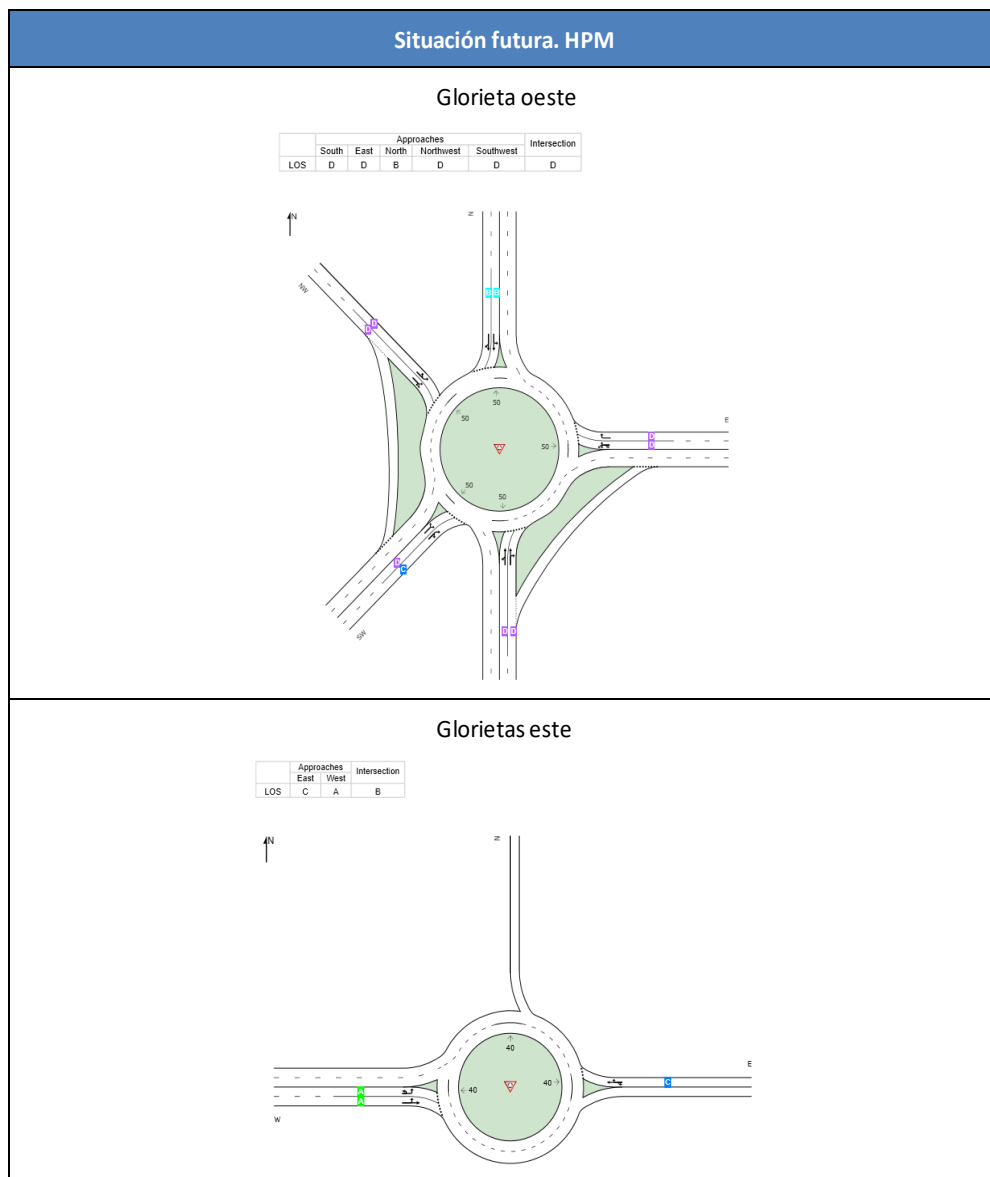 Situación futura. HPM
Glorieta oeste
Approaches Intersection
South East North Northwest Southwest
LOS D D B D D D
N
N
NW
B B
D
D
50
50
E
D
D
50
50
50
D
C
SW
D D
Glorietas este
Approaches Intersection
East West
LOS C A B
N
N
40
E
40
40
C
A
A
W